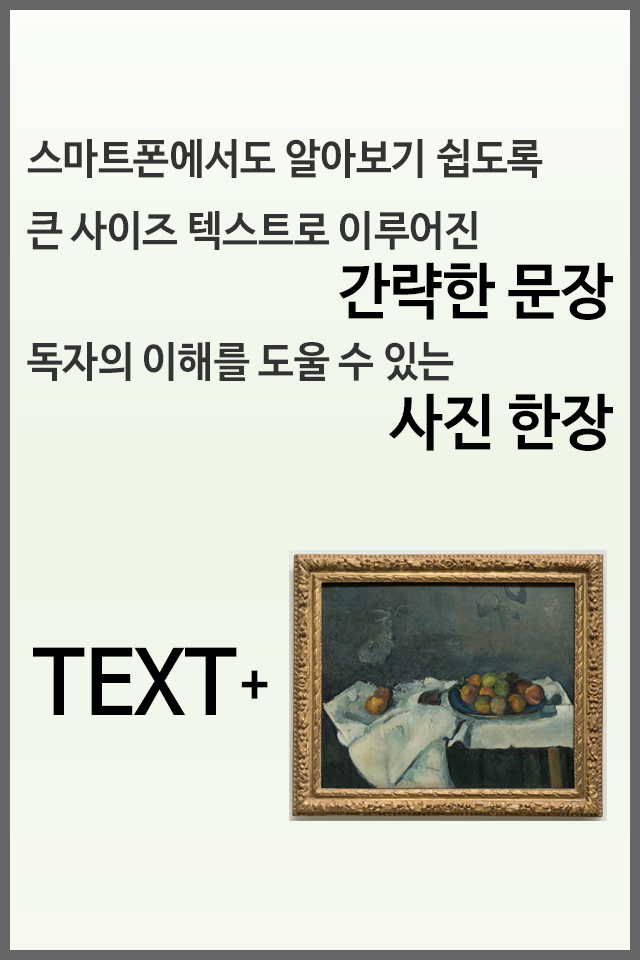 스마트폰에서도 알아보기 쉽도록
큰 사이즈 텍스트로 이루어진
간략한 문장
독자의 이해를 도울 수 있는
사진 한장
TEXT+